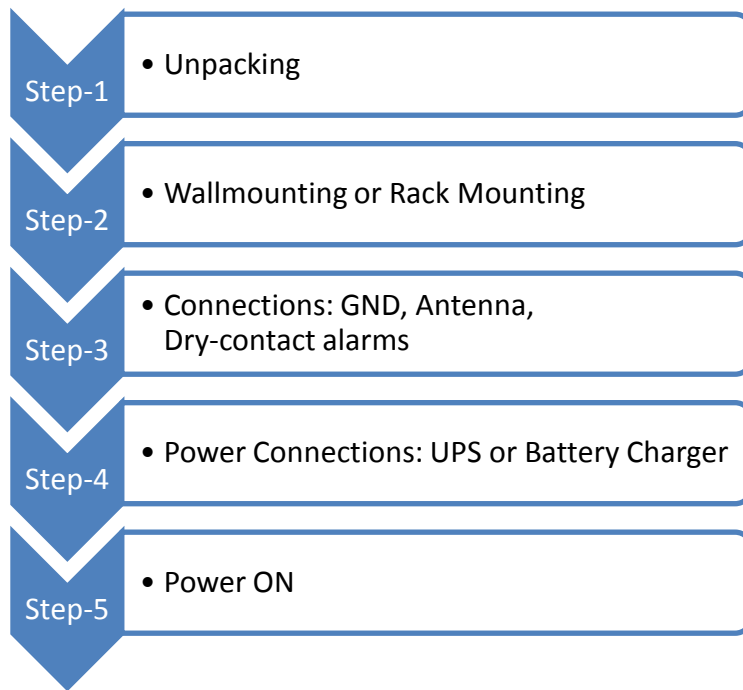 Step-1
• Unpacking
Step-2
• Wallmounting or Rack Mounting
Step-3
• Connections: GND, Antenna,
Dry-contact alarms
Step-4
• Power Connections: UPS or Battery Charger
Step-5
• Power ON